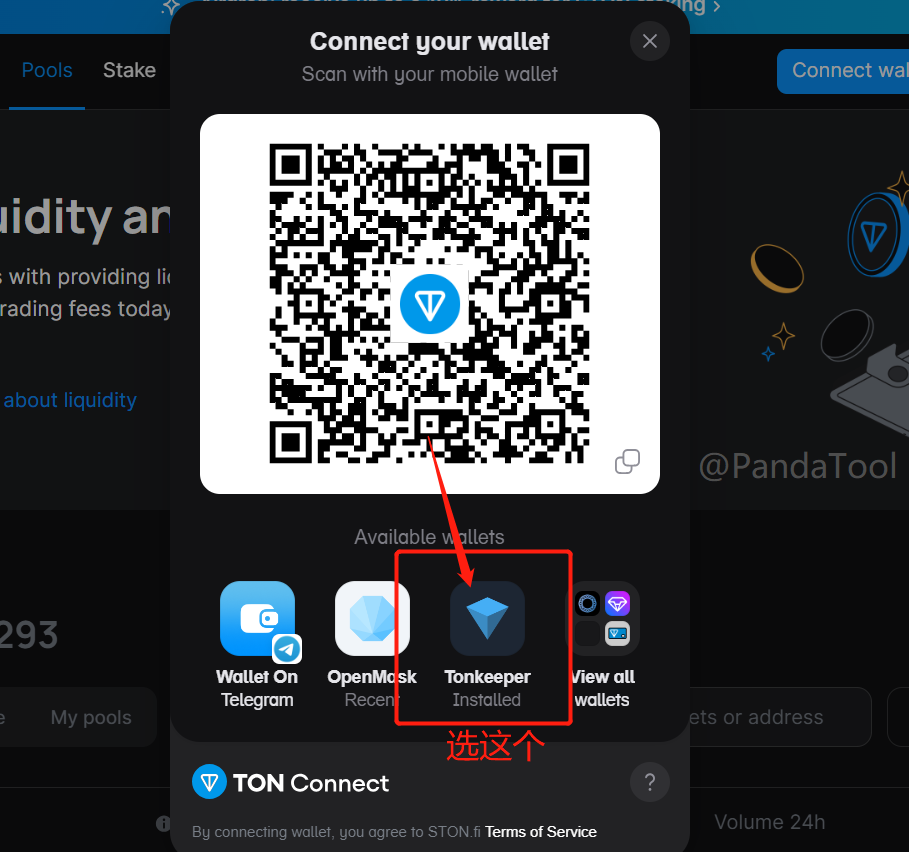 Connect your wallet
Scan with your mobile wallet
Pools
Stake
Connect wal
uidity an
s with providing li
rading fees today
about liquidity
@PandaTool
Available wallets
Wallet On
Telegram
OpenMask
Recent
Tonkeeper
Installed
View all
wallets
选这个
293
e
My pools
ets or address
TON Connect
?
By connecting wallet, you agree to STON.fi Terms of Service
Volume 24h